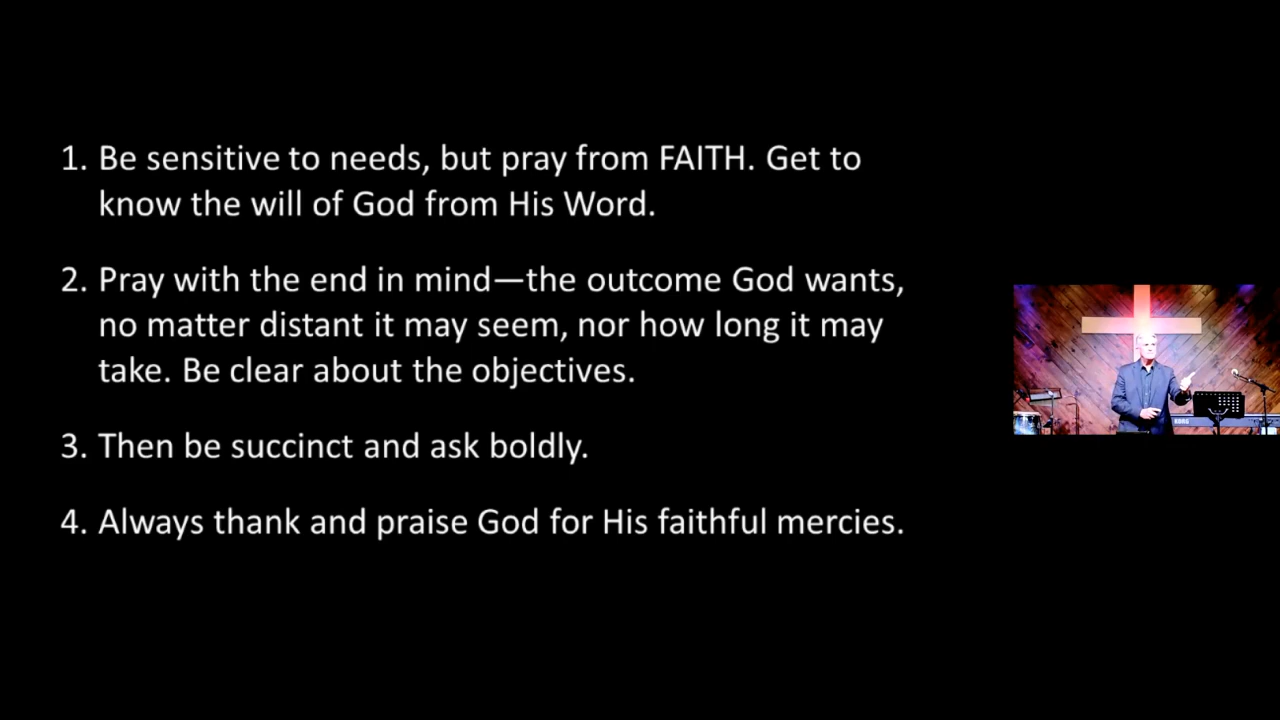 1. Be sensitive to needs, but pray from FAITH. Get to
know the will of God from His Word.
2. Pray with the end in mind—the outcome God wants,
no matter distant it may seem, nor how long it may
take. Be clear about the objectives.
3. Then be succinct and ask boldly.
4. Always thank and praise God for His faithful mercies.
KORG